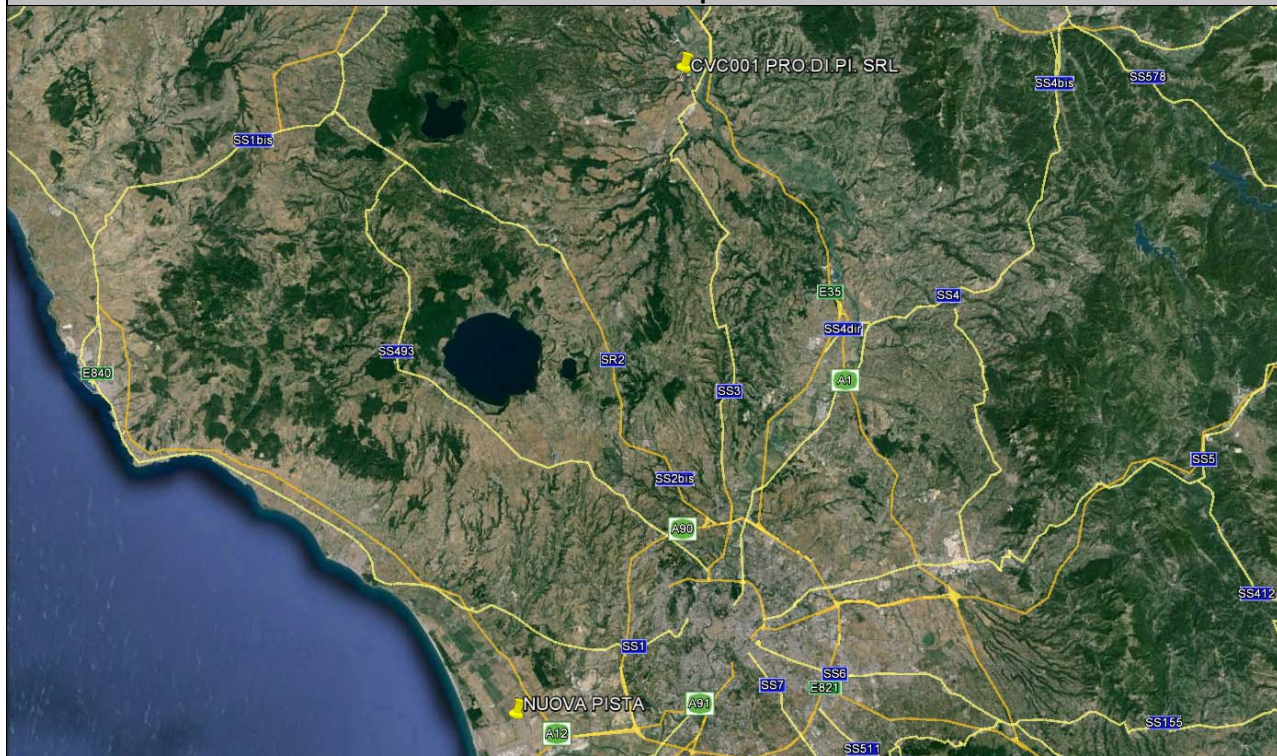 CVC001 PRO.DI.PI. SRL
SS4bis
SS578
SS1bis
E35
SS4
SS4dir
SS493
SR2
E840
A1
SS3
SS5
SS2bis
A90
SS412
SS1
SS6
SS7
E821
NUOVA PISTA
A91
SS155
A12
SS511